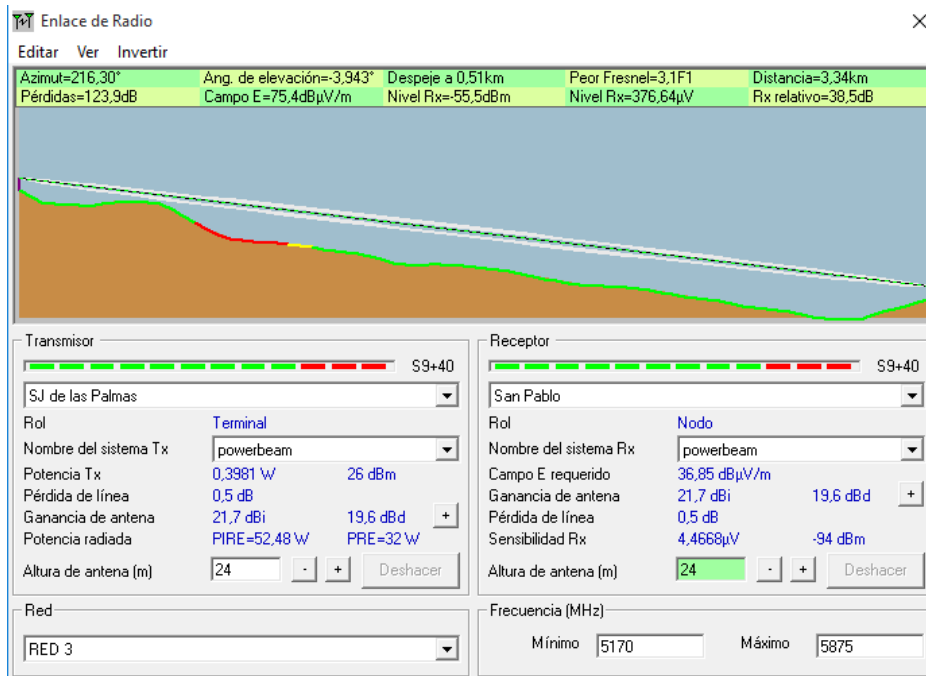 Enlace de Radio
Editar Ver Invertir
Azimut=216,30° Ang. de elevación=-3,943° Despeje a 0,51km Peor Fresnel=3,1F1 Distancia=3,34km
Pérdidas=123,9dB Campo E=75,4dBµV/m Nivel Rx=-55,5dBm Nivel Rx=376,64µV Rx relativo=38,5dB
Transmisor
S9+40
SJ de las Palmas
Rol Terminal
Nombre del sistema Tx powerbeam
Potencia Tx 0,3981 W 26 dBm
Pérdida de línea 0,5 dB
Ganancia de antena 21,7 dBi 19,6 dBd +
Potencia radiada PIRE=52,48 W PRE=32 W
Altura de antena (m) 24 - + Deshacer
Receptor
S9+40
San Pablo
Rol Nodo
Nombre del sistema Rx powerbeam
Campo E requerido 36,85 dBµV/m
Ganancia de antena 21,7 dBi 19,6 dBd +
Pérdida de línea 0,5 dB
Sensibilidad Rx 4,4668µV -94 dBm
Altura de antena (m) 24 - + Deshacer
Red
RED 3
Frecuencia (MHz)
Mínimo 5170 Máximo 5875